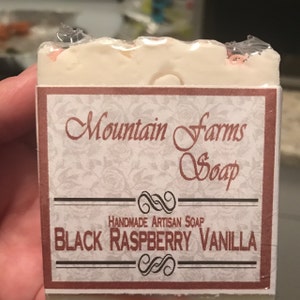 Mountain Farms
Soap
Handmade Artisan Soap
Black Raspberry Vanilla